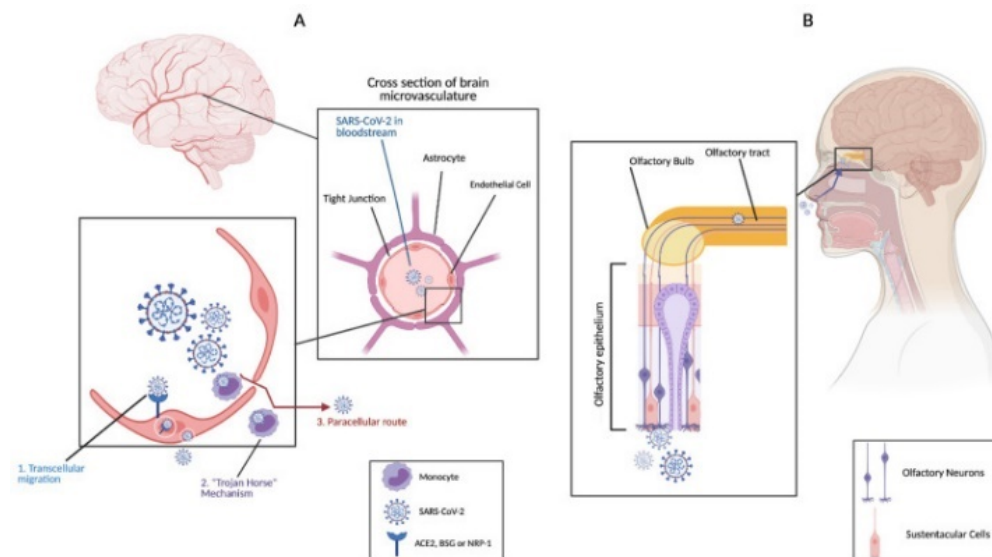 A
B
Cross section of brain
microvasculature
SARS-CoV-2 in
bloodstream
Astrocyte
Endothelial Cell
Tight Junction
3. Paracellular route
1. Transcellular
migration
2. "Trojan Horse"
Mechanism
Monocyte
SARS-CoV-2
ACE2, BSG or NRP-1
Olfactory Bulb
Olfactory tract
Olfactory epithelium
Olfactory Neurons
Sustentacular Cells